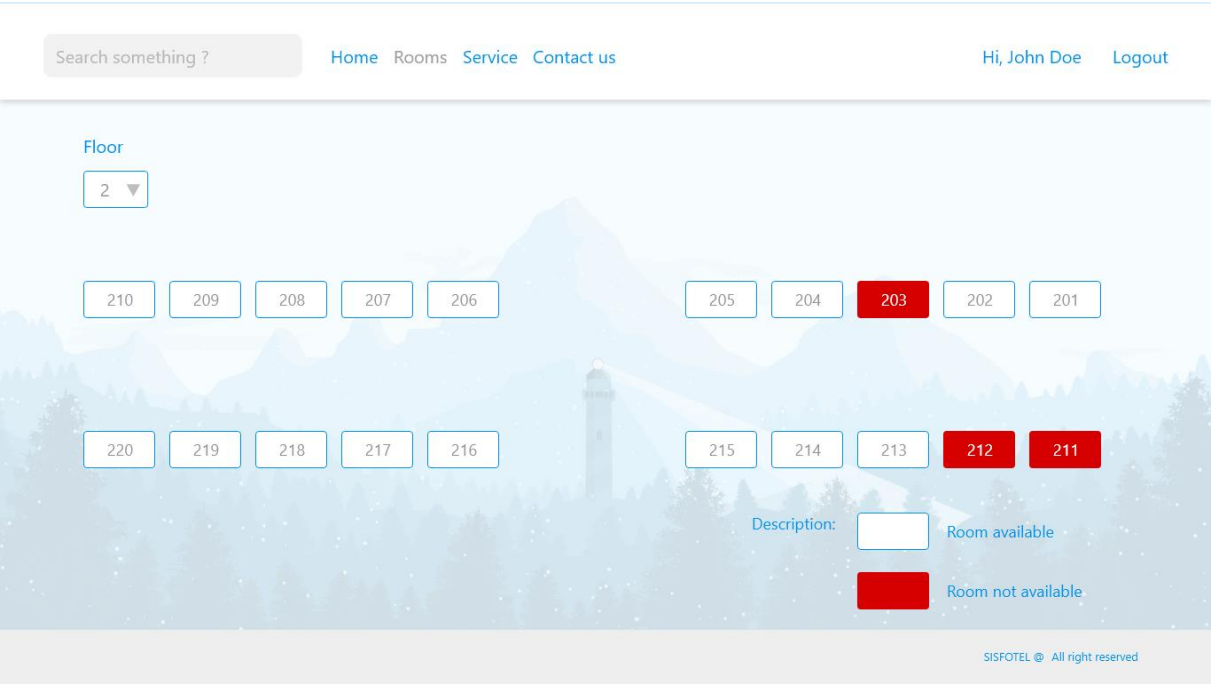 Search something ? Home Rooms Service Contact us Hi, John Doe Logout
Floor
2
210 209 208 207 206 205 204 203 202 201
220 219 218 217 216 215 214 213 212 211
Description: Room available
Room not available
SISFOTEL @ All right reserved